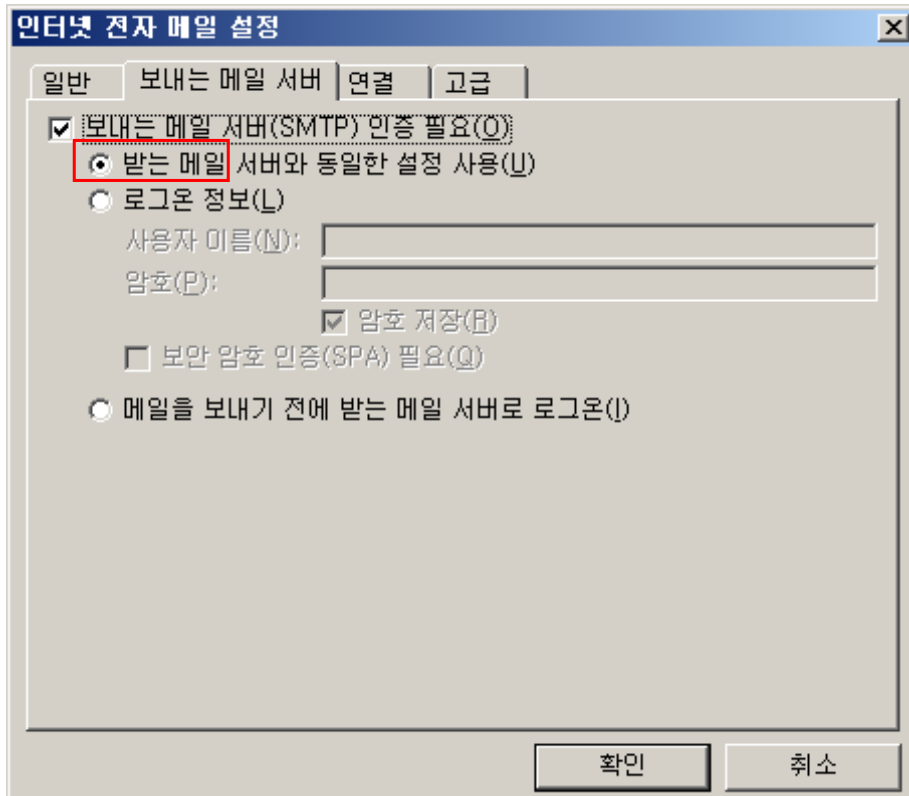 인터넷 전자 메일 설정
일반 보내는 메일 서버 연결 고급
보내는 메일 서버(SMTP) 인증 필요(O)
받는 메일 서버와 동일한 설정 사용(U)
로그온 정보(L)
사용자 이름(N):
암호(P):
암호 저장(R)
보안 암호 인증(SPA) 필요(Q)
메일을 보내기 전에 받는 메일 서버로 로그온(I)
확인 취소